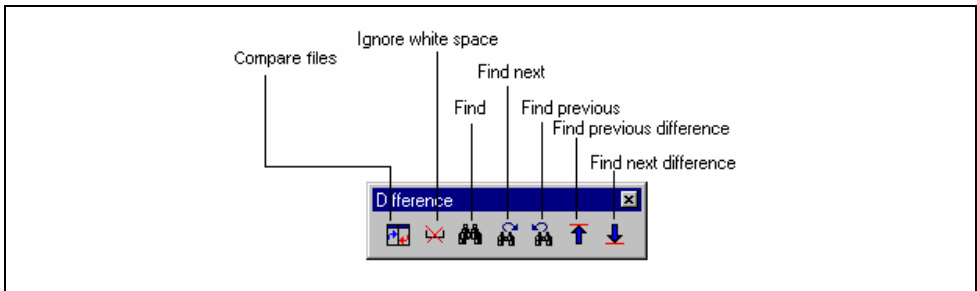 Ignore white space
Compare files
Find next
Find
Find previous
Find previous difference
Find next difference
Difference